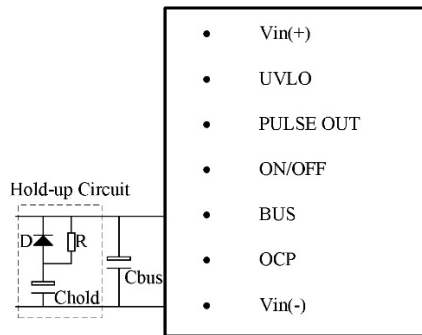 Vin(+)
UVLO
PULSE OUT
ON/OFF
Hold-up Circuit
BUS
D
R
OCP
Cbus
Chold
Vin(-)